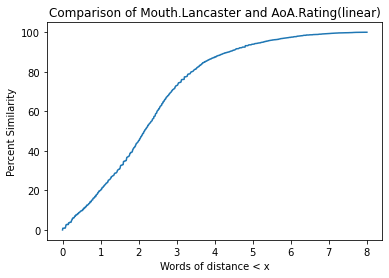 Comparison of Mouth.Lancaster and AoA.Rating(linear)
100
80
60
40
20
0
Percent Similarity
0 1 2 3 4 5 6 7 8
Words of distance < x